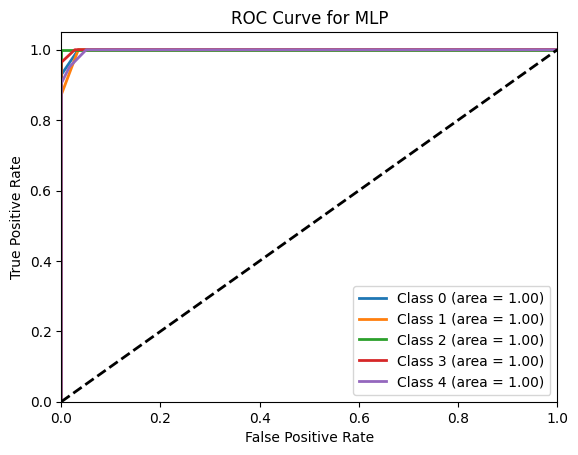 ROC Curve for MLP
True Positive Rate
1.0
0.8
0.6
0.4
0.2
0.0
Class 0 (area = 1.00)
Class 1 (area = 1.00)
Class 2 (area = 1.00)
Class 3 (area = 1.00)
Class 4 (area = 1.00)
0.0 0.2 0.4 0.6 0.8 1.0
False Positive Rate